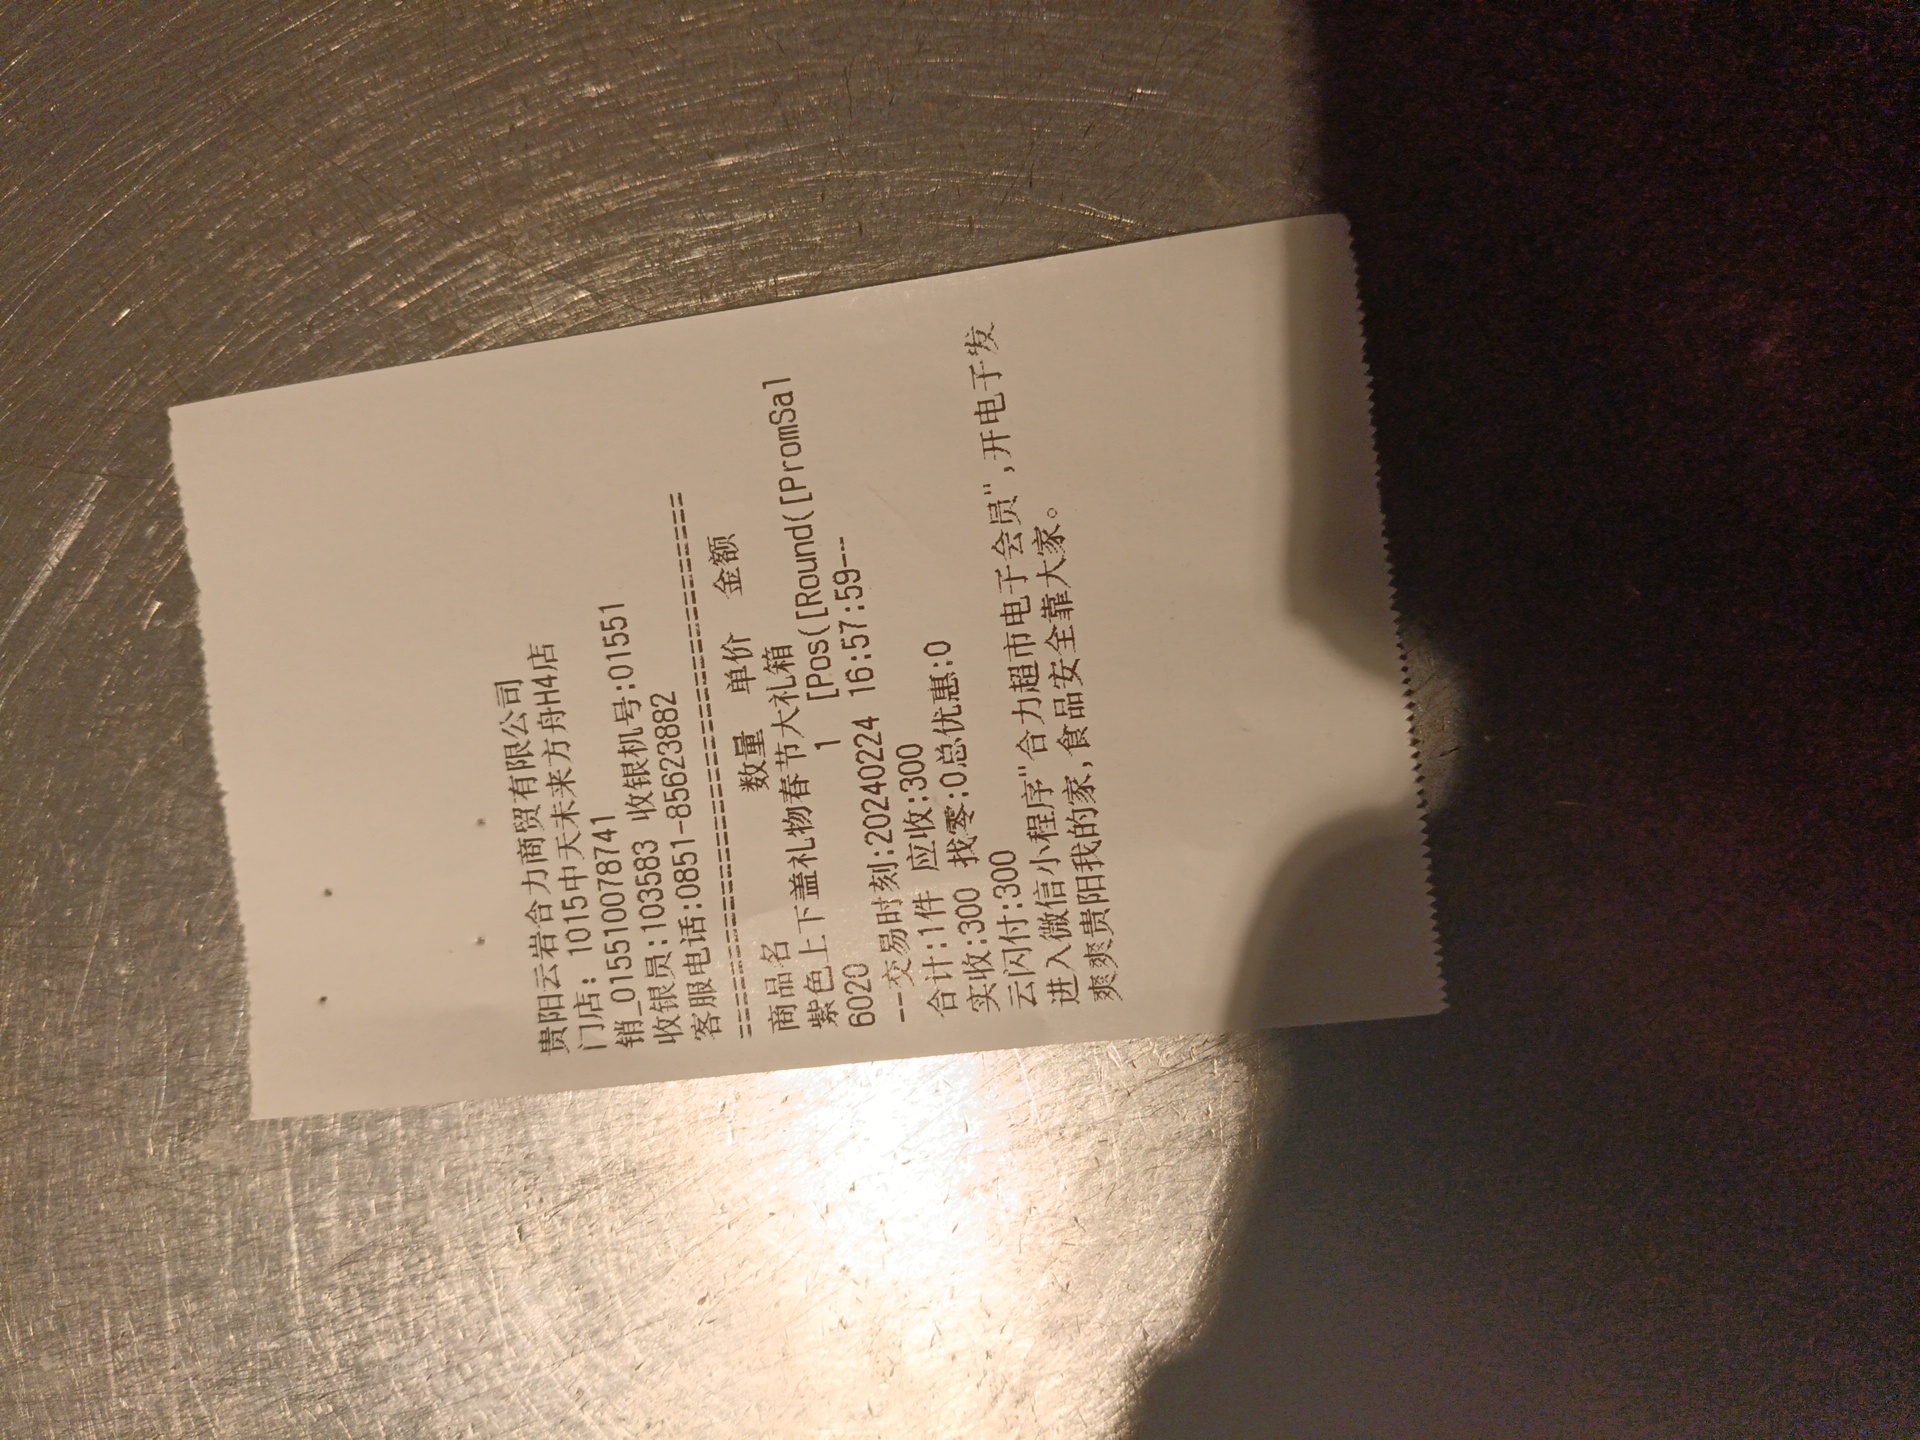 贵阳云岩合力商贸有限公司
门店: 1015中天未来方舟H4店
销_015510078741
收银员:103583 收银机号:01551
客服电话:0851-85623882
================================
商品名 数量 单价 金额
紫色上下盖礼物春节大礼箱
6020 1 [Pos([Round([PromSal
--交易时刻:20240224 16:57:59--
合计:1件 应收:300
实收:300 找零:0总优惠:0
云闪付:300
进入微信小程序"合力超市电子会员",开电子发
爽爽贵阳我的家,食品安全靠大家。